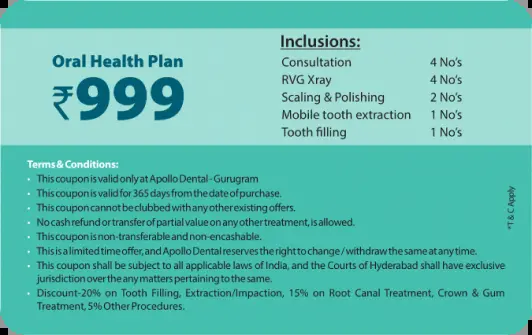 Oral Health Plan
₹999
Inclusions:
Consultation 4 No's
RVG Xray 4 No's
Scaling & Polishing 2 No's
Mobile tooth extraction 1 No's
Tooth filling 1 No's
Terms & Conditions:
• This coupon is valid only at Apollo Dental - Gurugram
• This coupon is valid for 365 days from the date of purchase.
• This coupon cannot be clubbed with any other existing offers.
• No cash refund or transfer of partial value on any other treatment, is allowed.
• This coupon is non-transferable and non-encashable.
• This is a limited time offer, and Apollo Dental reserves the right to change / withdraw the same at any time.
• This coupon shall be subject to all applicable laws of India, and the Courts of Hyderabad shall have exclusive
jurisdiction over the any matters pertaining to the same.
• Discount-20% on Tooth Filling, Extraction/Impaction, 15% on Root Canal Treatment, Crown & Gum
Treatment, 5% Other Procedures.
*T & C Apply